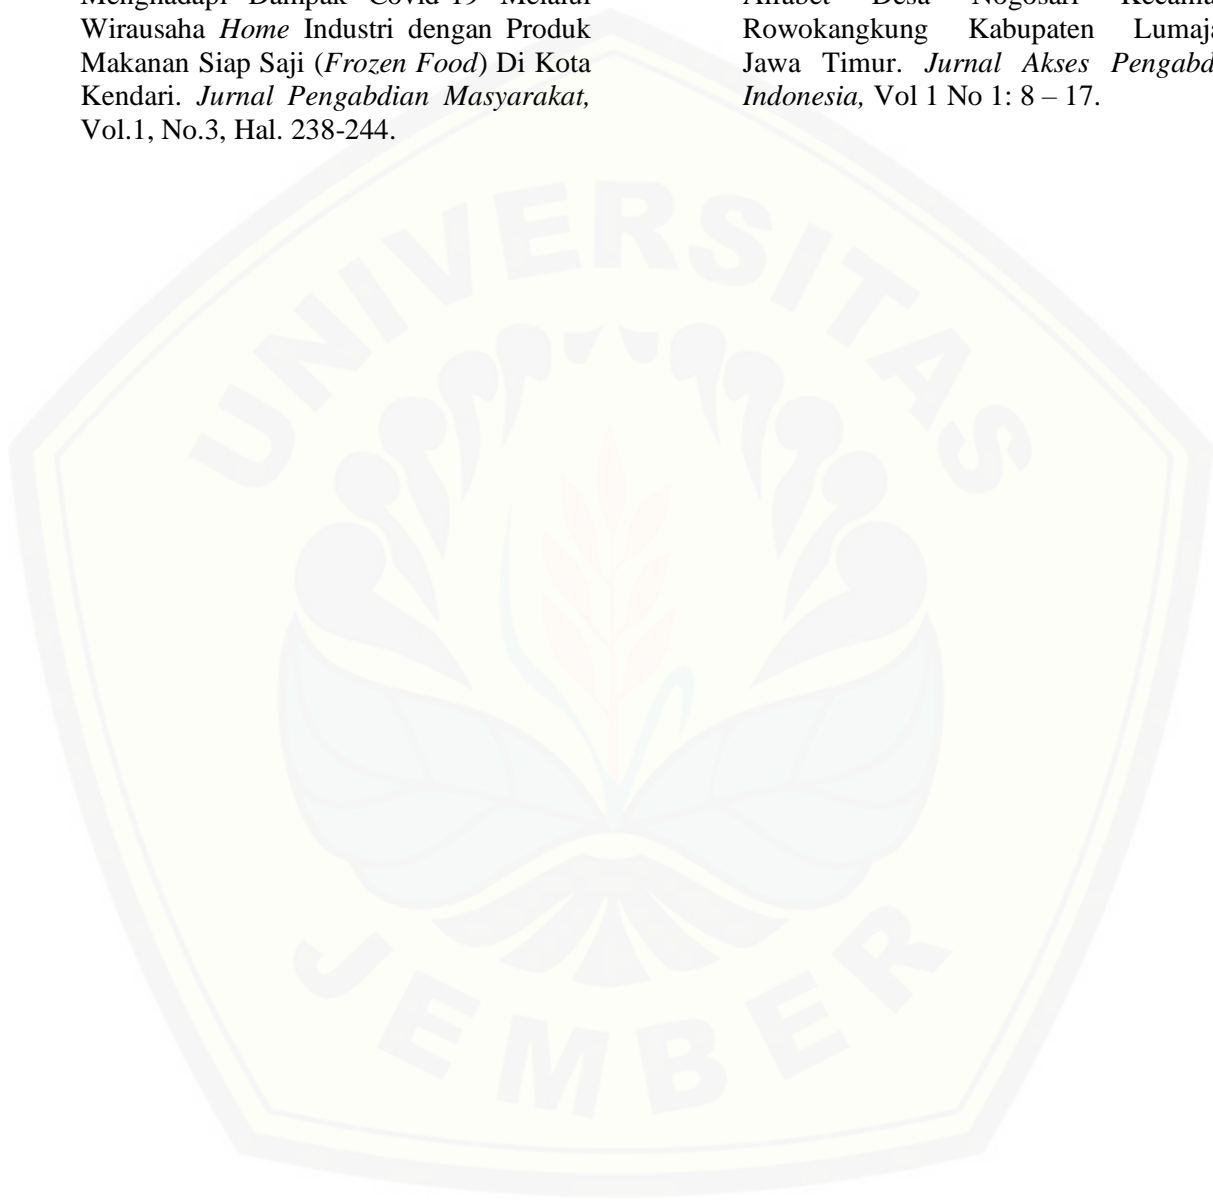 Menghadapi Dampak Covid-19 Melalui
Wirausaha Home Industri dengan Produk
Makanan Siap Saji (Frozen Food) Di Kota
Kendari. Jurnal Pengabdian Masyarakat,
Vol.1, No.3, Hal. 238-244.
Alfabet Desa Nogosari
Rowokangkung Kabupaten
Jawa Timur. Jurnal Akses
Indonesia, Vol 1 No 1: 8 – 17.
UNIVERSITAS
JEMBER